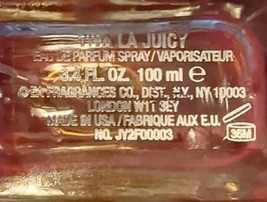 VIVA LA JUICY
EAU DE PARFUM SPRAY / VAPORISATEUR
3.4 FL. OZ. 100 ml e
© EA FRAGRANCES CO., DIST., N.Y., NY 10003
LONDON W11 3EY
MADE IN USA / FABRIQUE AUX E.U.
NO. JY2F00003
36M